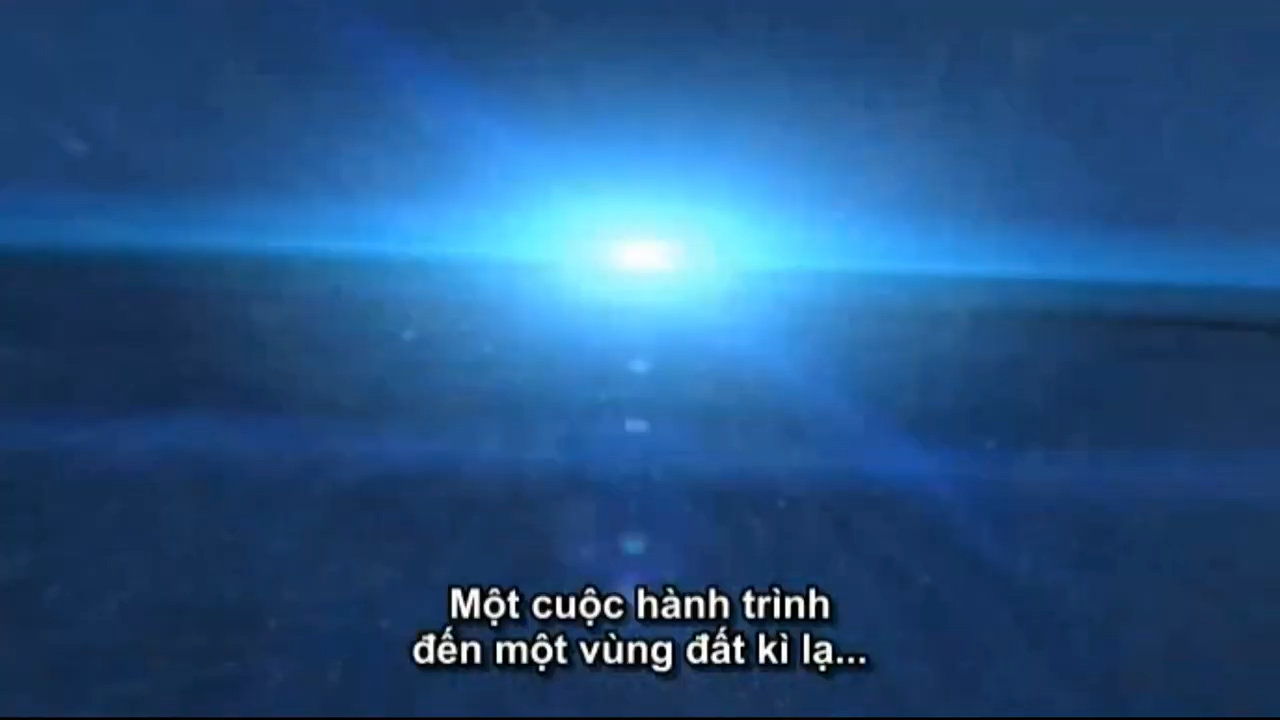 Một cuộc hành trình
đến một vùng đất kì lạ...